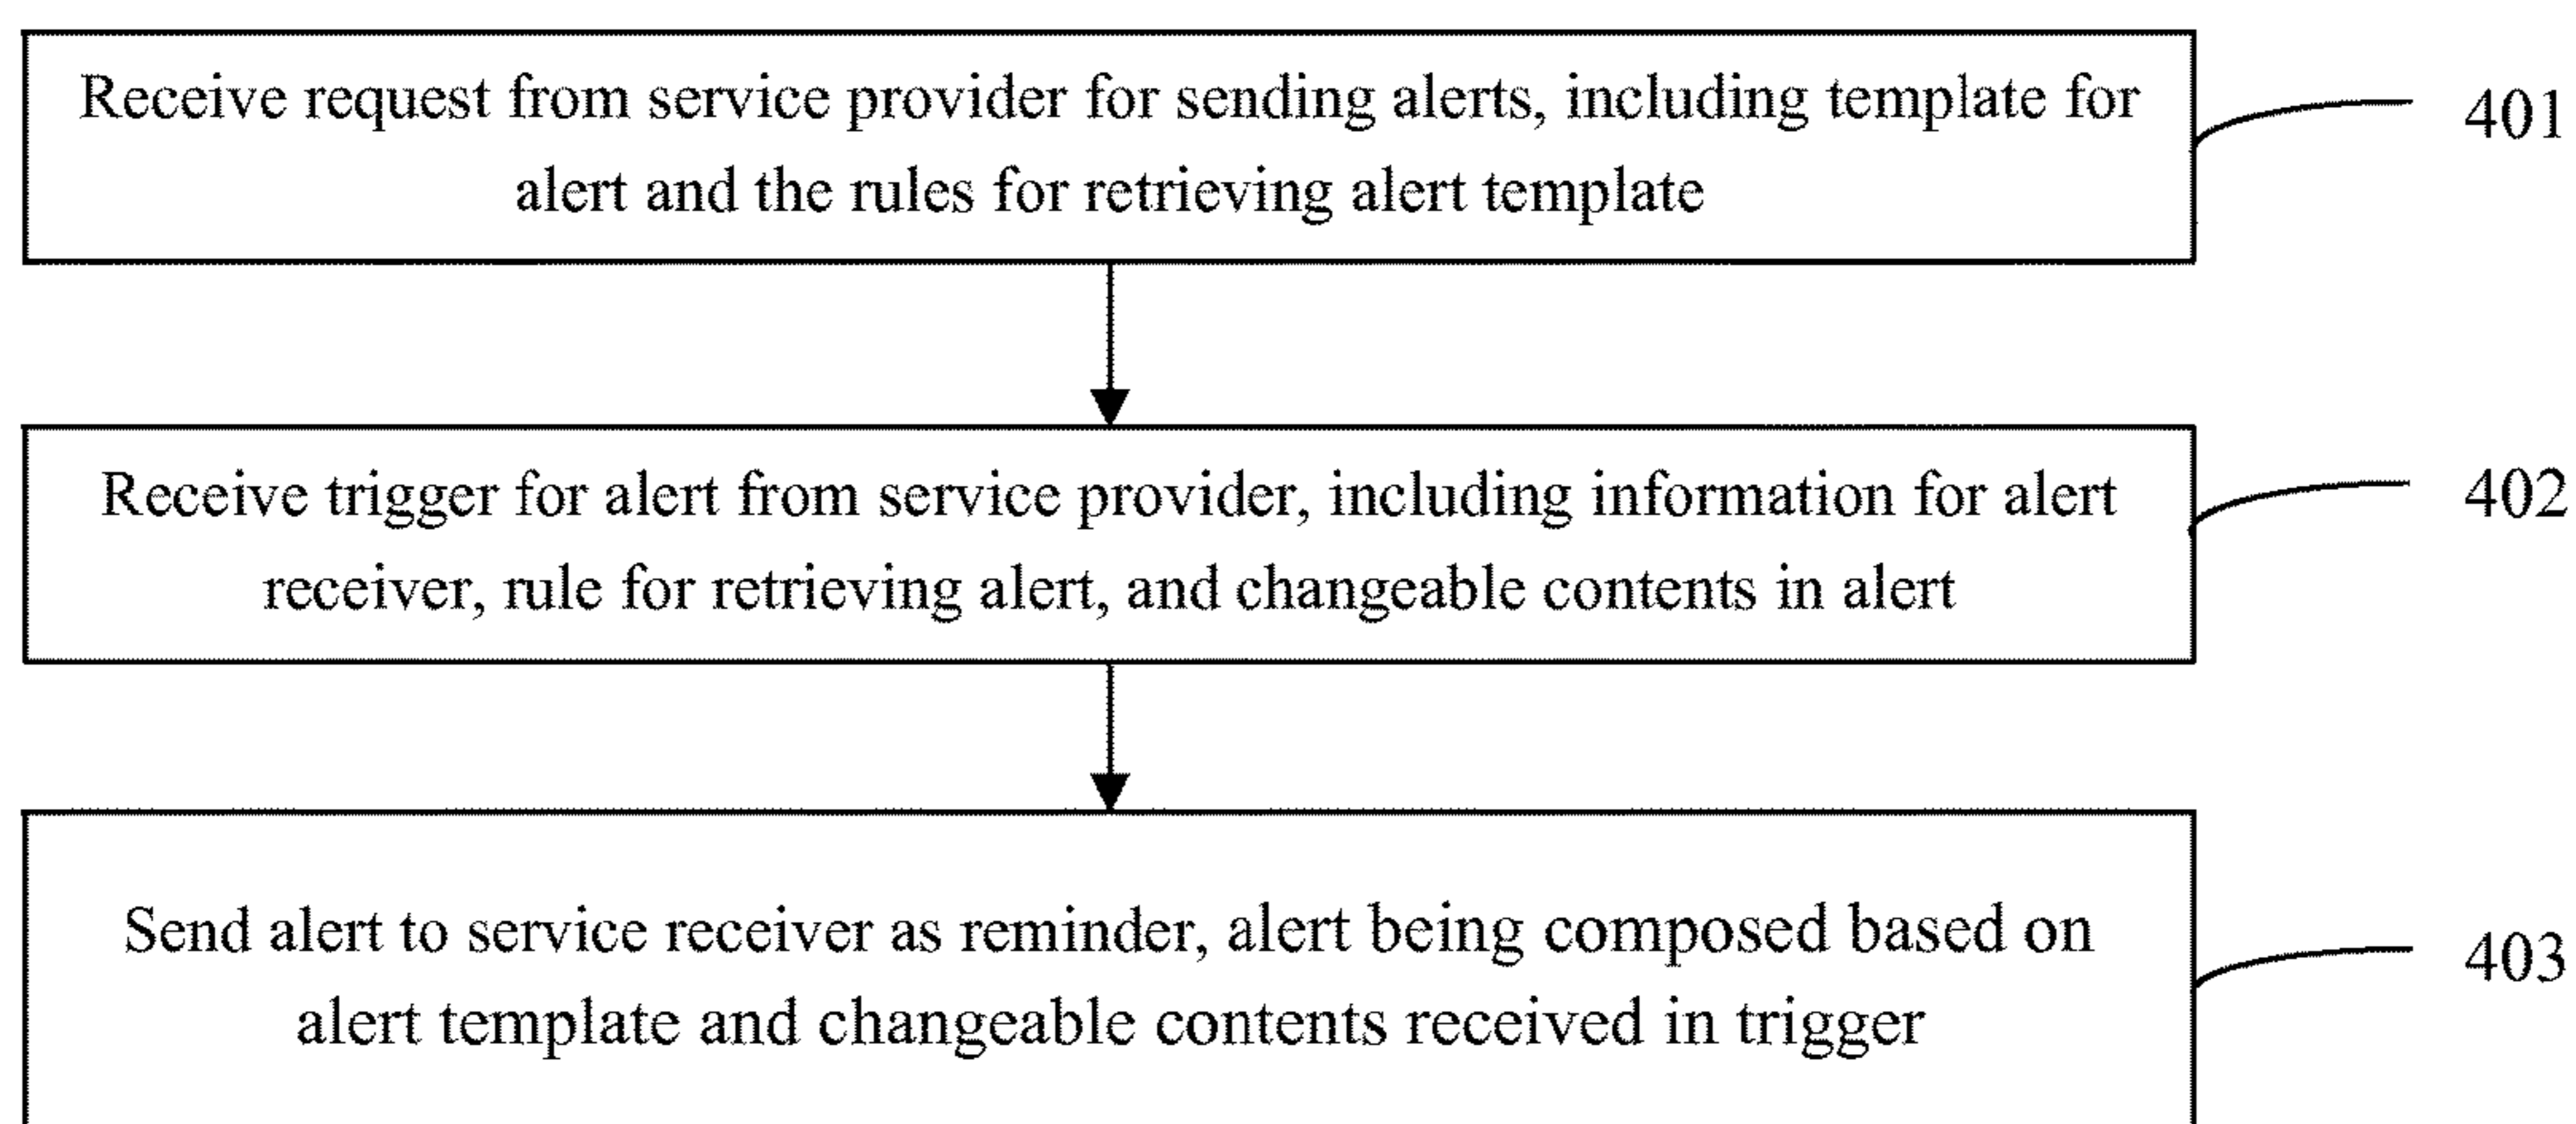 Receive request from service provider for sending alerts, including template for
alert and the rules for retrieving alert template
401
Receive trigger for alert from service provider, including information for alert
receiver, rule for retrieving alert, and changeable contents in alert
402
Send alert to service receiver as reminder, alert being composed based on
alert template and changeable contents received in trigger
403